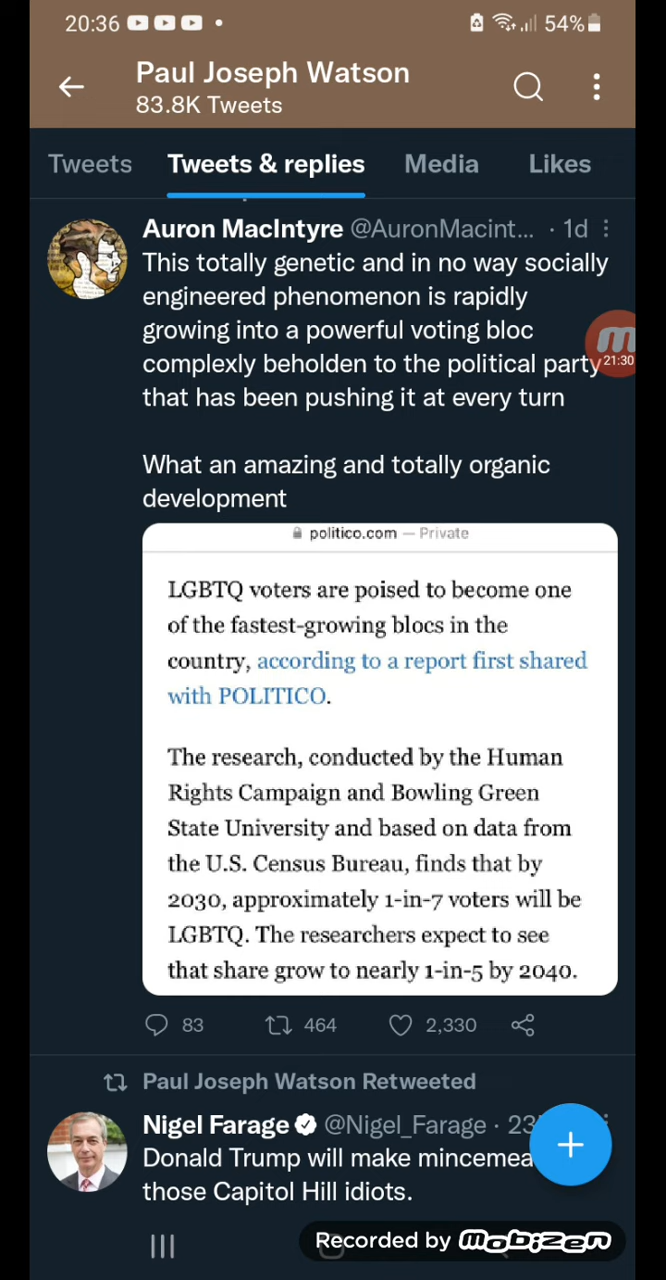 20:36
54%
Paul Joseph Watson
83.8K Tweets
Tweets
Tweets & replies
Media
Likes
Auron MacIntyre @AuronMacint... · 1d
This totally genetic and in no way socially
engineered phenomenon is rapidly
growing into a powerful voting bloc
complexly beholden to the political party
21:30
that has been pushing it at every turn
What an amazing and totally organic
development
politico.com — Private
LGBTQ voters are poised to become one
of the fastest-growing blocs in the
country, according to a report first shared
with POLITICO.
The research, conducted by the Human
Rights Campaign and Bowling Green
State University and based on data from
the U.S. Census Bureau, finds that by
2030, approximately 1-in-7 voters will be
LGBTQ. The researchers expect to see
that share grow to nearly 1-in-5 by 2040.
83
464
2,330
Paul Joseph Watson Retweeted
Nigel Farage @Nigel_Farage · 23
Donald Trump will make mincemea
those Capitol Hill idiots.
Recorded by mobizen